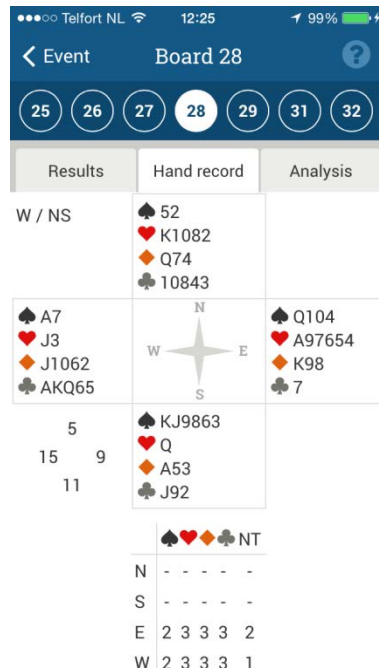 Telfort NL 12:25 99%
Event Board 28 ?
25 26 27 28 29 31 32
Results Hand record Analysis
W / NS
♠ 52
♥ K1082
♦ Q74
♣ 10843
♠ A7
♥ J3
♦ J1062
♣ AKQ65
N
W E
S
♠ Q104
♥ A97654
♦ K98
♣ 7
♠ KJ9863
♥ Q
♦ A53
♣ J92
5
15 9
11
♠ ♥ ♦ ♣ NT
N - - - - -
S - - - - -
E 2 3 3 3 2
W 2 3 3 3 1